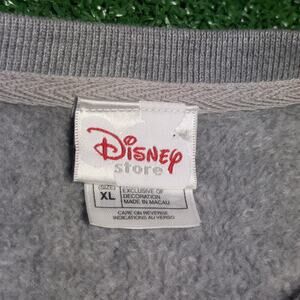 Disney
store
SIZE
XL
EXCLUSIVE OF
DECORATION
MADE IN MACAU
CARE ON REVERSE
INDICATIONS AU VERSO